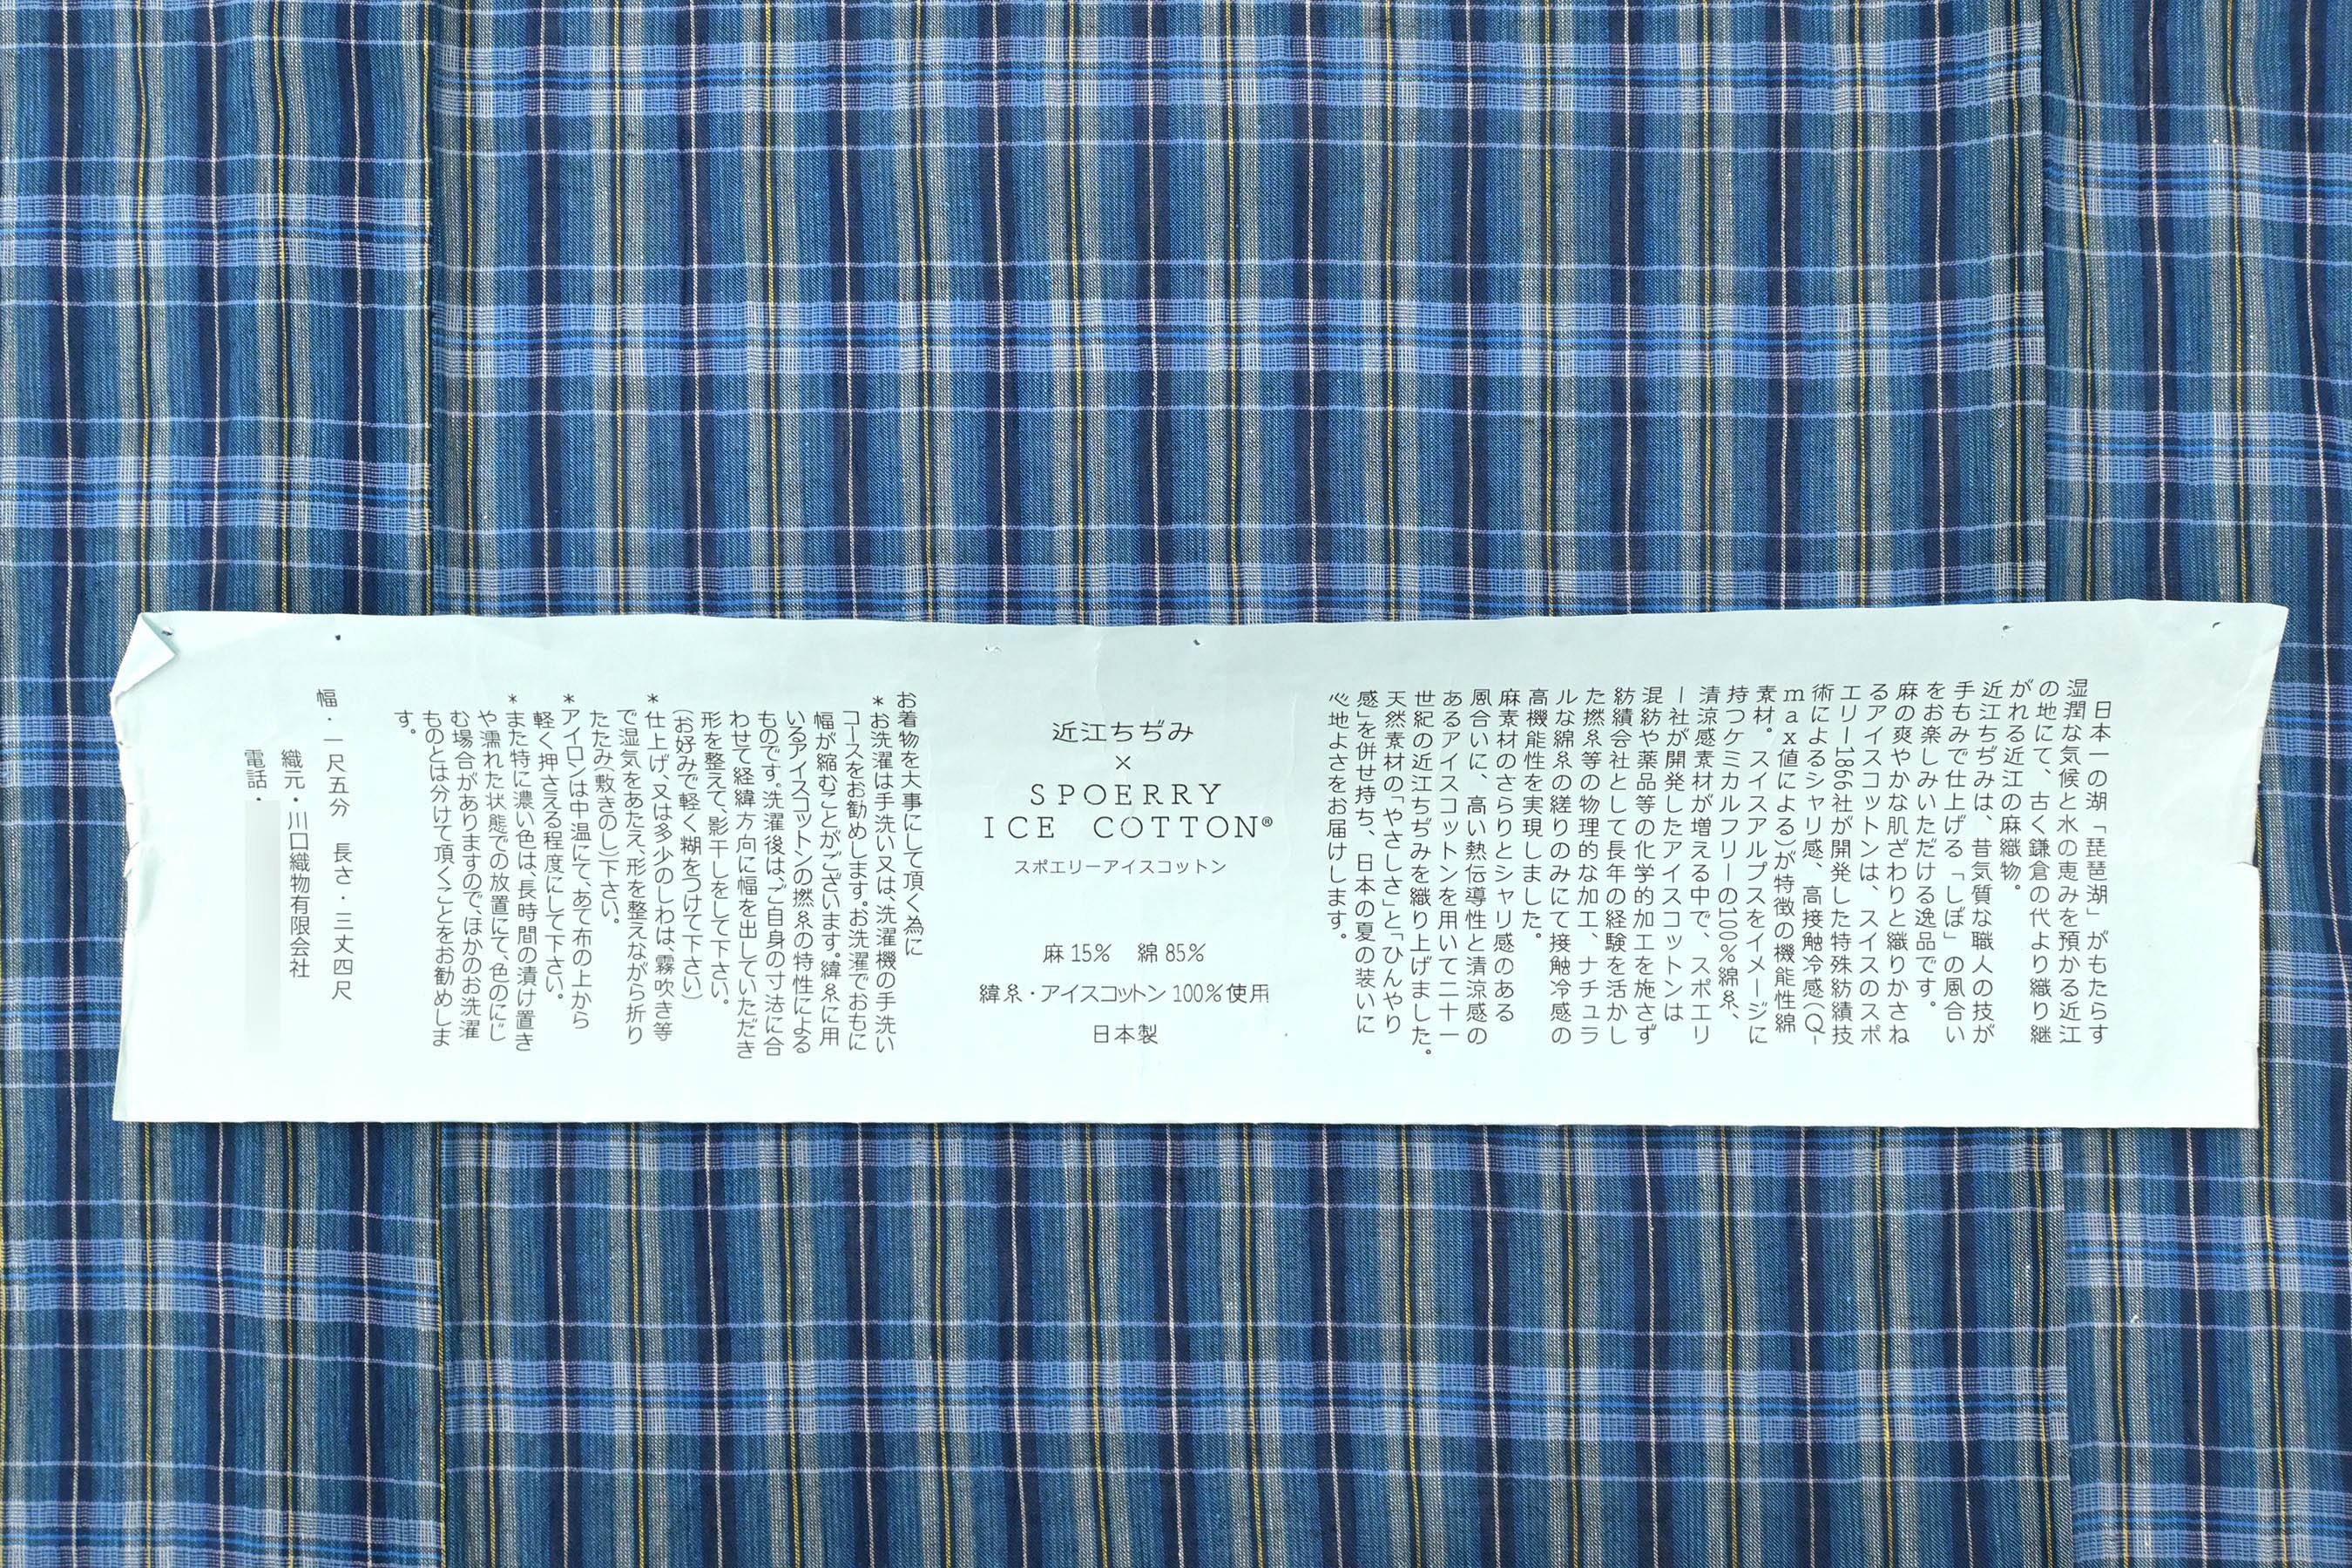 日本一の湖「琵琶湖」がもたらす
湿潤な気候と水の恵みを預かる近江
の地にて、古く鎌倉の代より織り継
がれる近江の麻織物。
近江ちぢみは、昔気質な職人の技が
手もみで仕上げる「しぼ」の風合い
をお楽しみいただける逸品です。
麻の爽やかな肌ざわりと織りかさね
るアイスコットンは、スイスのスポ
エリー1866社が開発した特殊紡績技
術によるシャリ感、高接触冷感(Q-
max値による)が特徴の機能性綿
素材。スイスアルプスをイメージに
持つケミカルフリーの100%綿糸、
清涼感素材が増える中で、スポエリ
ー社が開発したアイスコットンは
混紡や薬品等の化学的加工を施さず
紡績会社として長年の経験を活かし
た撚糸等の物理的な加工、ナチュラ
ルな綿糸の縒りのみにて接触冷感の
高機能性を実現しました。
麻素材のさらりとシャリ感のある
風合いに、高い熱伝導性と清涼感の
あるアイスコットンを用いて二十一
世紀の近江ちぢみを織り上げました。
天然素材の「やさしさ」と「ひんやり
感」を併せ持ち、日本の夏の装いに
心地よさをお届けします。
近江ちぢみ
×
SPOERRY
ICE COTTON®
スポエリーアイスコットン
麻 15% 綿 85%
緯糸・アイスコットン 100%使用
日本製
お着物を大事にして頂く為に
*お洗濯は手洗い又は、洗濯機の手洗い
コースをお勧めします。お洗濯でおもに
幅が縮むことがございます。緯糸に用
いるアイスコットンの撚糸の特性による
ものです。洗濯後は、ご自身の寸法に合
わせて経緯方向に幅を出していただき
形を整えて、影干しをして下さい。
(お好みで軽く糊をつけて下さい)
*仕上げ、又は多少のしわは、霧吹き等
で湿気をあたえ、形を整えながら折り
たたみ(敷きのし)下さい。
*アイロンは中温にて、あて布の上から
軽く押さえる程度にして下さい。
*また特に濃い色は、長時間の漬け置き
や濡れた状態での放置にて、色のにじ
む場合がありますので、ほかのお洗濯
ものとは分けて頂くことをお勧めしま
す。
幅・一尺五分 長さ・三丈四尺
織元・川口織物有限会社
電話・